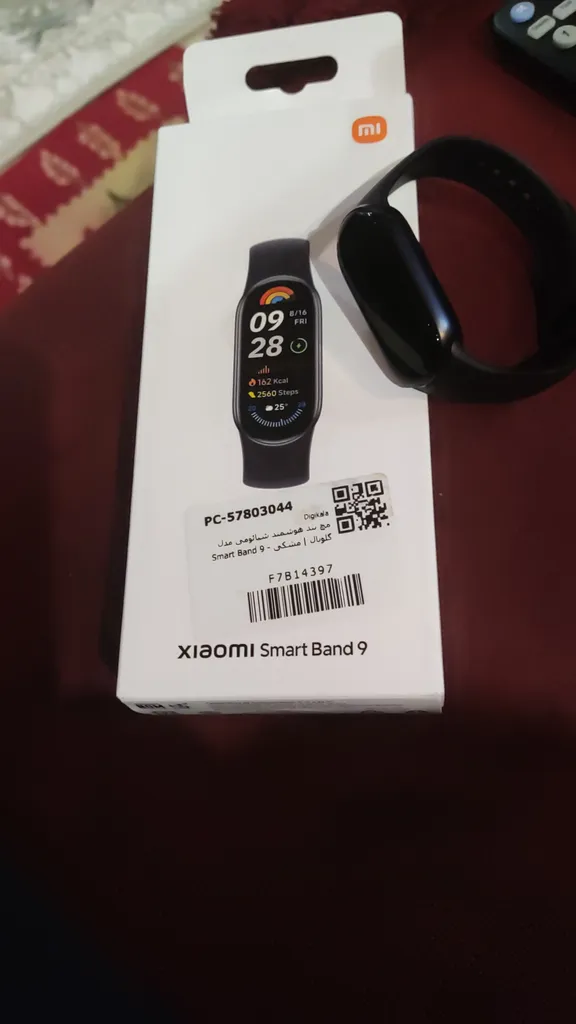 mi
09
8/16
FRI
28
162 Kcal
2560 Steps
25°
PC-57803044
Digikala
مچ بند هوشمند شیائومی مدل
Smart Band 9 - گلوبال | مشکی
F7B14397
xiaomi Smart Band 9